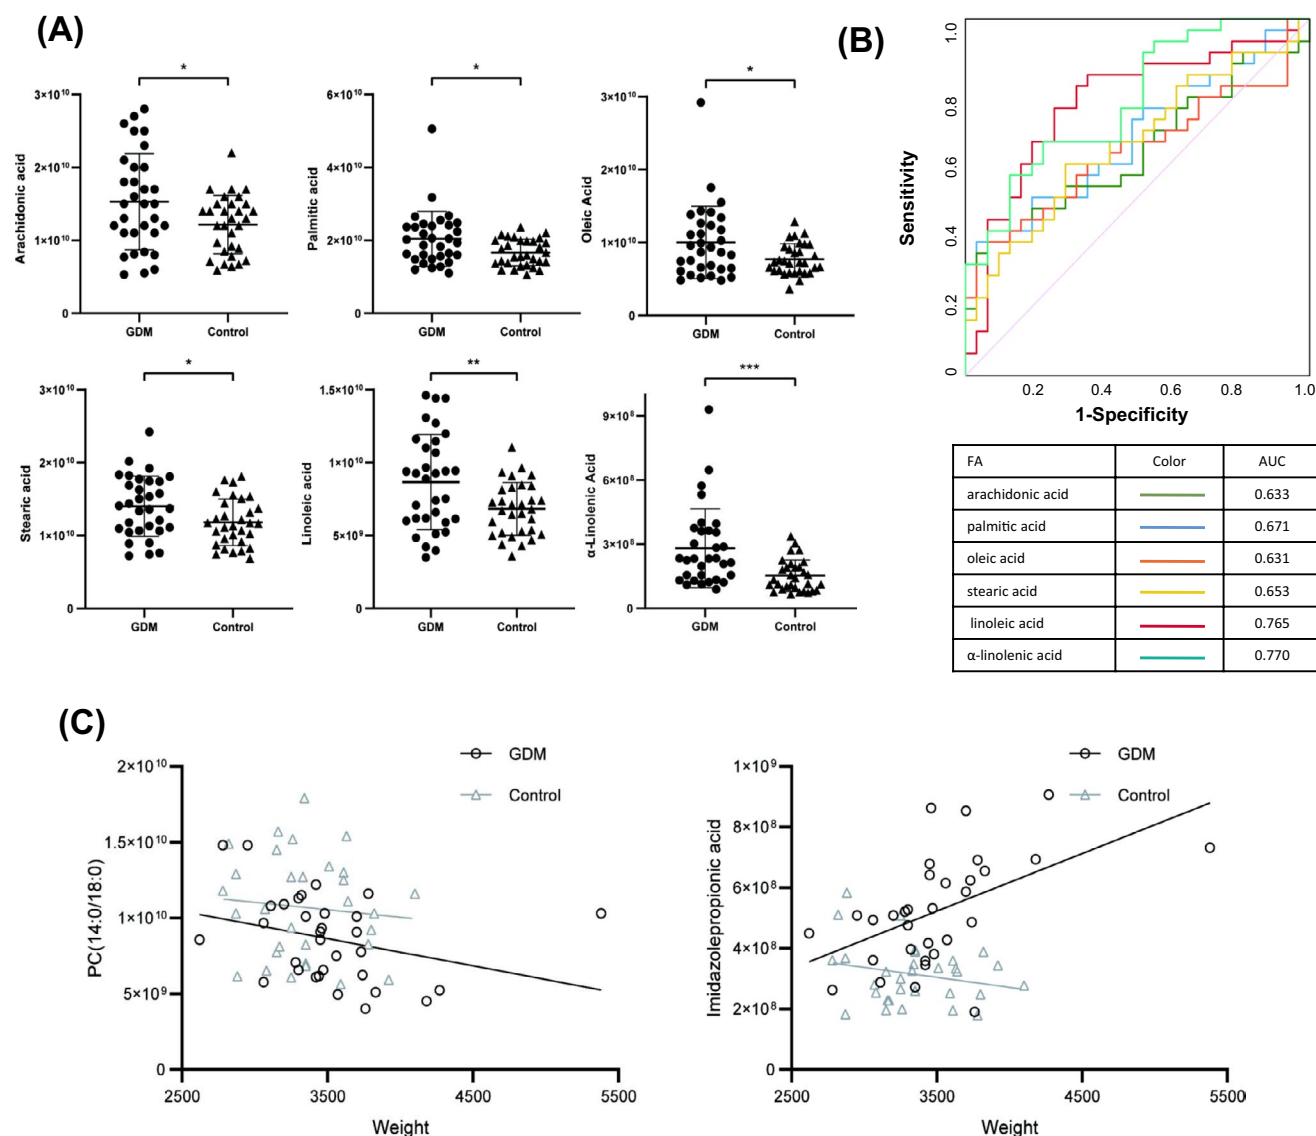 (A)
*
Arachidonic acid
3×10¹⁰
2×10¹⁰
1×10¹⁰
0
GDM
Control
*
Palmitic acid
6×10¹⁰
4×10¹⁰
2×10¹⁰
0
GDM
Control
*
Oleic Acid
3×10¹⁰
2×10¹⁰
1×10¹⁰
0
GDM
Control
*
Stearic acid
3×10¹⁰
2×10¹⁰
1×10¹⁰
0
GDM
Control
**
Linoleic acid
1.5×10¹⁰
1×10¹⁰
5×10⁹
0
GDM
Control
***
α-Linolenic Acid
9×10⁸
6×10⁸
3×10⁸
0
GDM
Control
(B)
Sensitivity
1.0
0.8
0.6
0.4
0.2
0
0.2
0.4
0.6
0.8
1.0
1-Specificity
FA Color AUC
arachidonic acid 0.633
palmitic acid 0.671
oleic acid 0.631
stearic acid 0.653
linoleic acid 0.765
α-linolenic acid 0.770
(C)
GDM
Control
PC(14:0/18:0)
2×10¹⁰
1.5×10¹⁰
1×10¹⁰
5×10⁹
0
2500
3500
4500
5500
Weight
GDM
Control
Imidazolepropionic acid
1×10⁹
8×10⁸
6×10⁸
4×10⁸
2×10⁸
0
2500
3500
4500
5500
Weight